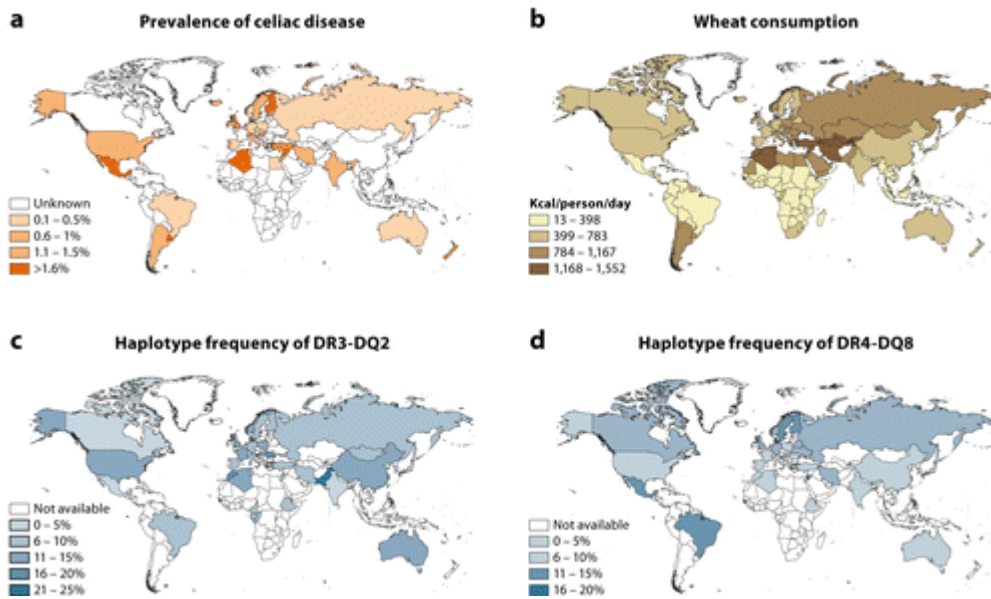 a
Prevalence of celiac disease
Unknown
0.1 – 0.5%
0.6 – 1%
1.1 – 1.5%
>1.6%
b
Wheat consumption
Kcal/person/day
13 – 398
399 – 783
784 – 1,167
1,168 – 1,552
c
Haplotype frequency of DR3-DQ2
Not available
0 – 5%
6 – 10%
11 – 15%
16 – 20%
21 – 25%
d
Haplotype frequency of DR4-DQ8
Not available
0 – 5%
6 – 10%
11 – 15%
16 – 20%